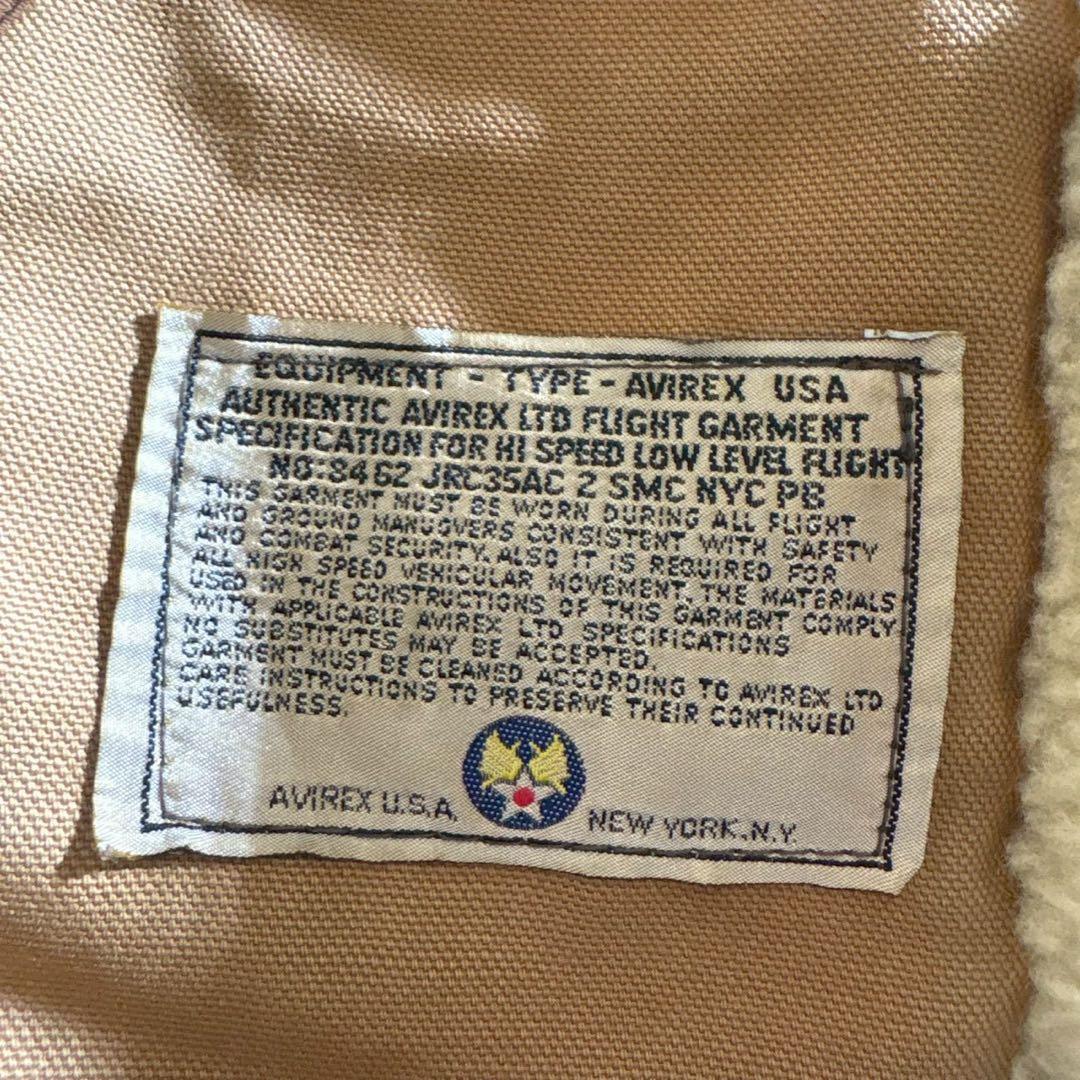 EQUIPMENT - TYPE - AVIREX USA
AUTHENTIC AVIREX LTD FLIGHT GARMENT
SPECIFICATION FOR HI SPEED LOW LEVEL FLIGHT
NO:8462 JRC35AC 2 SMC NYC PB
THIS GARMENT MUST BE WORN DURING ALL FLIGHT
AND GROUND MANUOVERS CONSISTENT WITH SAFETY
AND COMBAT SECURITY. ALSO IT IS REQUIRED FOR
ALL HIGH SPEED VEHICULAR MOVEMENT. THE MATERIALS
USED IN THE CONSTRUCTIONS OF THIS GARMENT COMPLY
WITH APPLICABLE AVIREX LTD SPECIFICATIONS
NO SUBSTITUTES MAY BE ACCEPTED.
GARMENT MUST BE CLEANED ACCORDING TO AVIREX LTD
CARE INSTRUCTIONS TO PRESERVE THEIR CONTINUED
USEFULNESS.
AVIREX U.S.A. NEW YORK.N.Y.